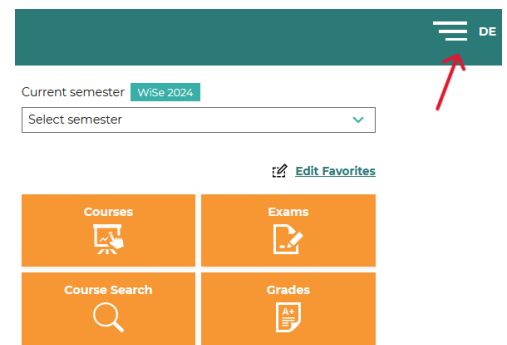 DE
Current semester WiSe 2024
Select semester
Edit Favorites
Courses Exams
Course Search Grades
A+